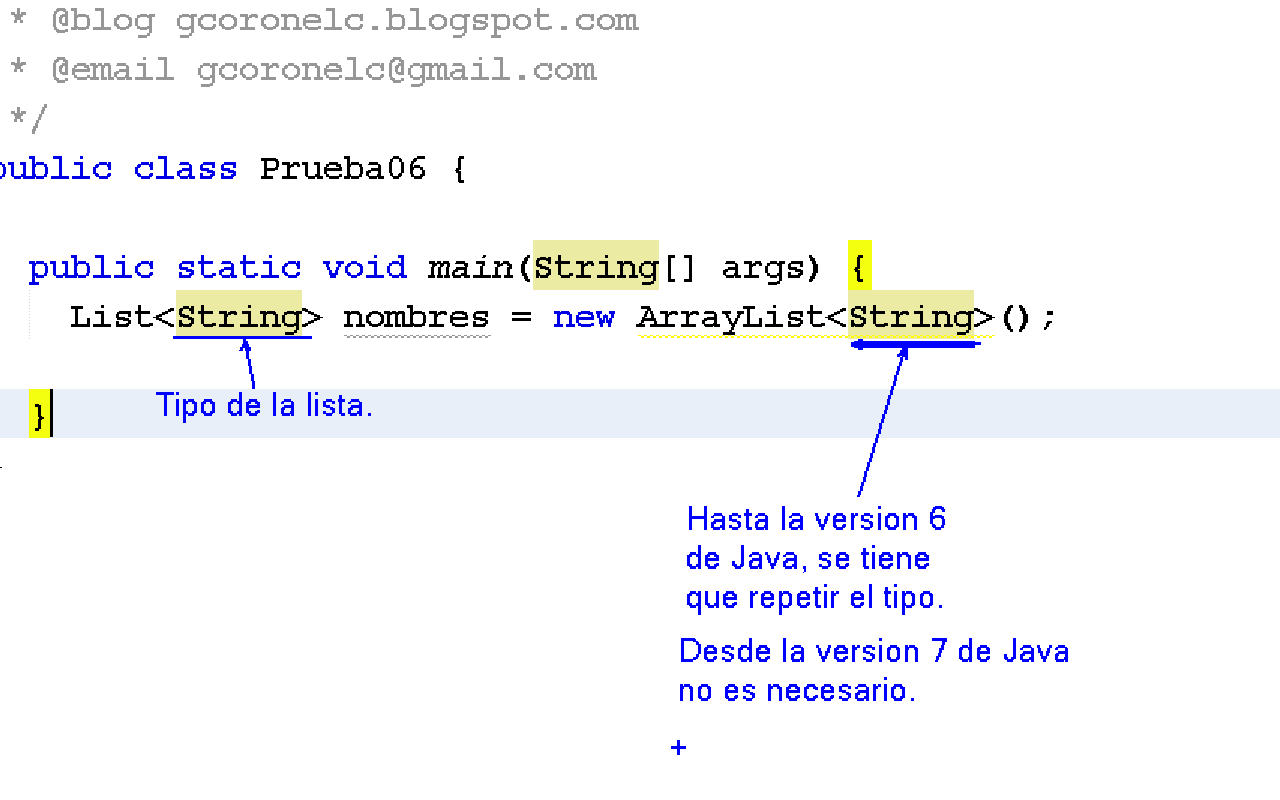 * @blog gcoronelc.blogspot.com
* @email gcoronelc@gmail.com
*/
public class Prueba06 {
public static void main(String[] args) {
List<String> nombres = new ArrayList<String>();
Tipo de la lista.
}
Hasta la version 6
de Java, se tiene
que repetir el tipo.
Desde la version 7 de Java
no es necesario.
+